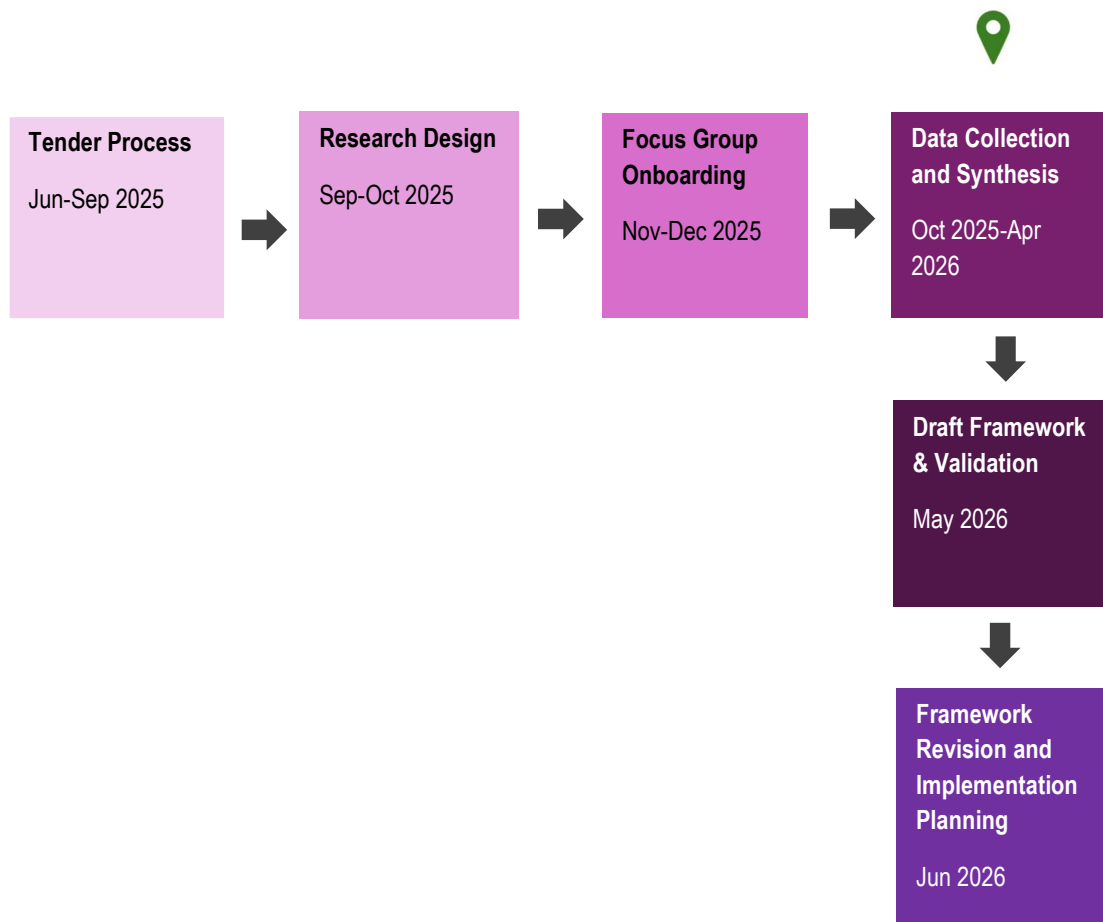 Tender Process
Jun-Sep 2025
Research Design
Sep-Oct 2025
Focus Group
Onboarding
Nov-Dec 2025
Data Collection
and Synthesis
Oct 2025-Apr
2026
Draft Framework
& Validation
May 2026
Framework
Revision and
Implementation
Planning
Jun 2026